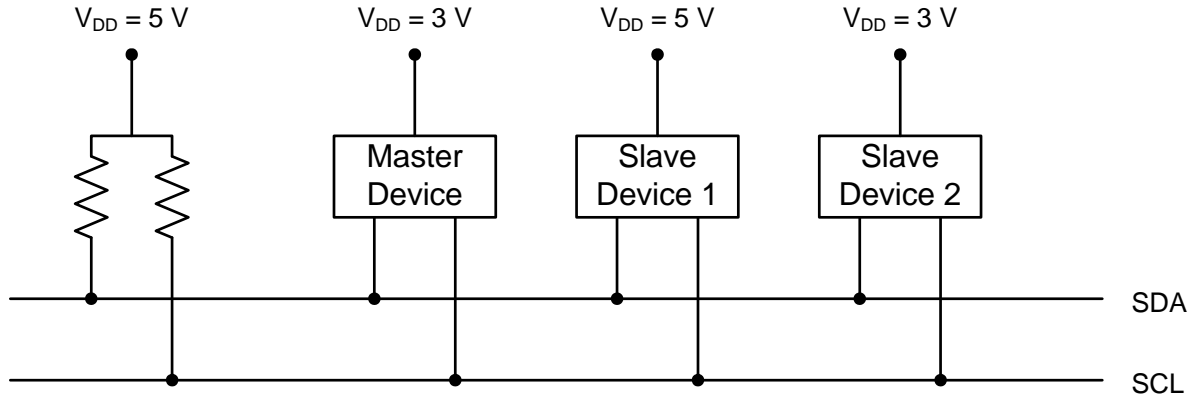 V_DD = 5 V
V_DD = 3 V
V_DD = 5 V
V_DD = 3 V
Master
Device
Slave
Device 1
Slave
Device 2
SDA
SCL